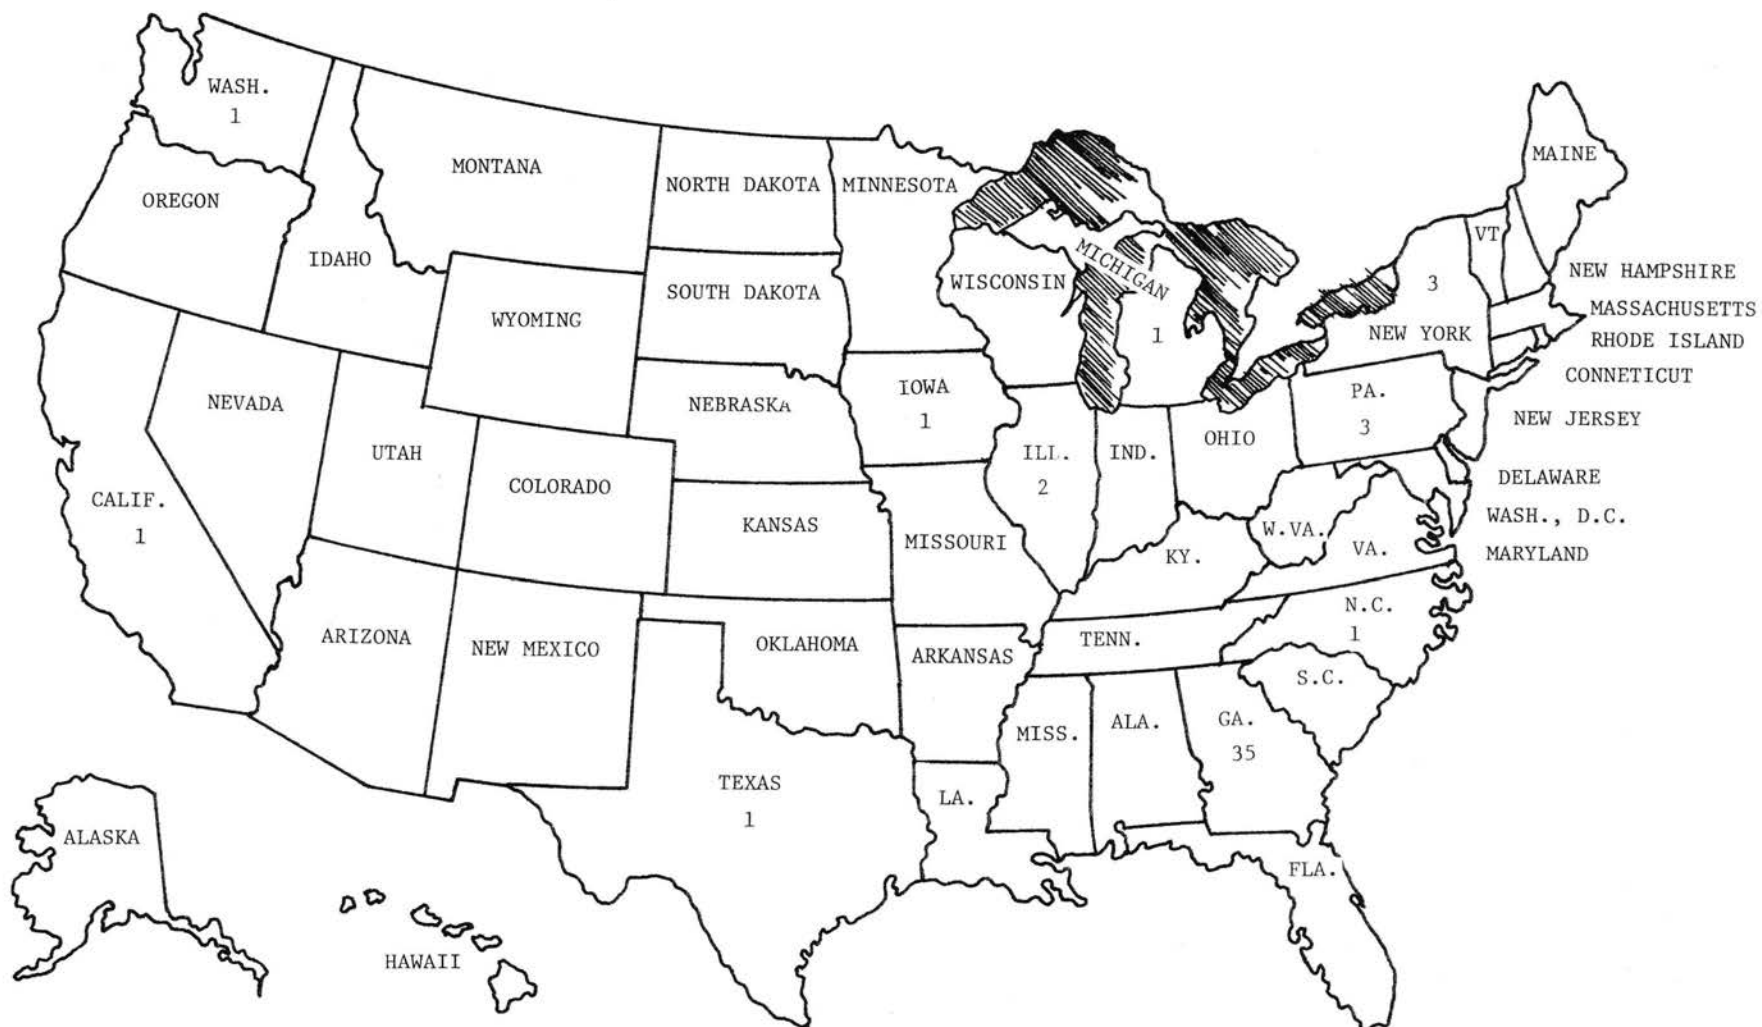 WASH.
1
MONTANA
MAINE
OREGON
NORTH DAKOTA
MINNESOTA
VT
IDAHO
MICHIGAN
1
WISCONSIN
3
NEW YORK
NEW HAMPSHIRE
MASSACHUSETTS
RHODE ISLAND
CONNETICUT
SOUTH DAKOTA
WYOMING
NEVADA
NEBRASKA
IOWA
1
PA.
3
NEW JERSEY
UTAH
COLORADO
ILL.
2
IND.
OHIO
DELAWARE
WASH., D.C.
MARYLAND
CALIF.
1
KANSAS
MISSOURI
KY.
W.VA.
VA.
ARIZONA
NEW MEXICO
OKLAHOMA
ARKANSAS
TENN.
N.C.
1
S.C.
MISS.
ALA.
GA.
35
TEXAS
1
LA.
FLA.
ALASKA
HAWAII